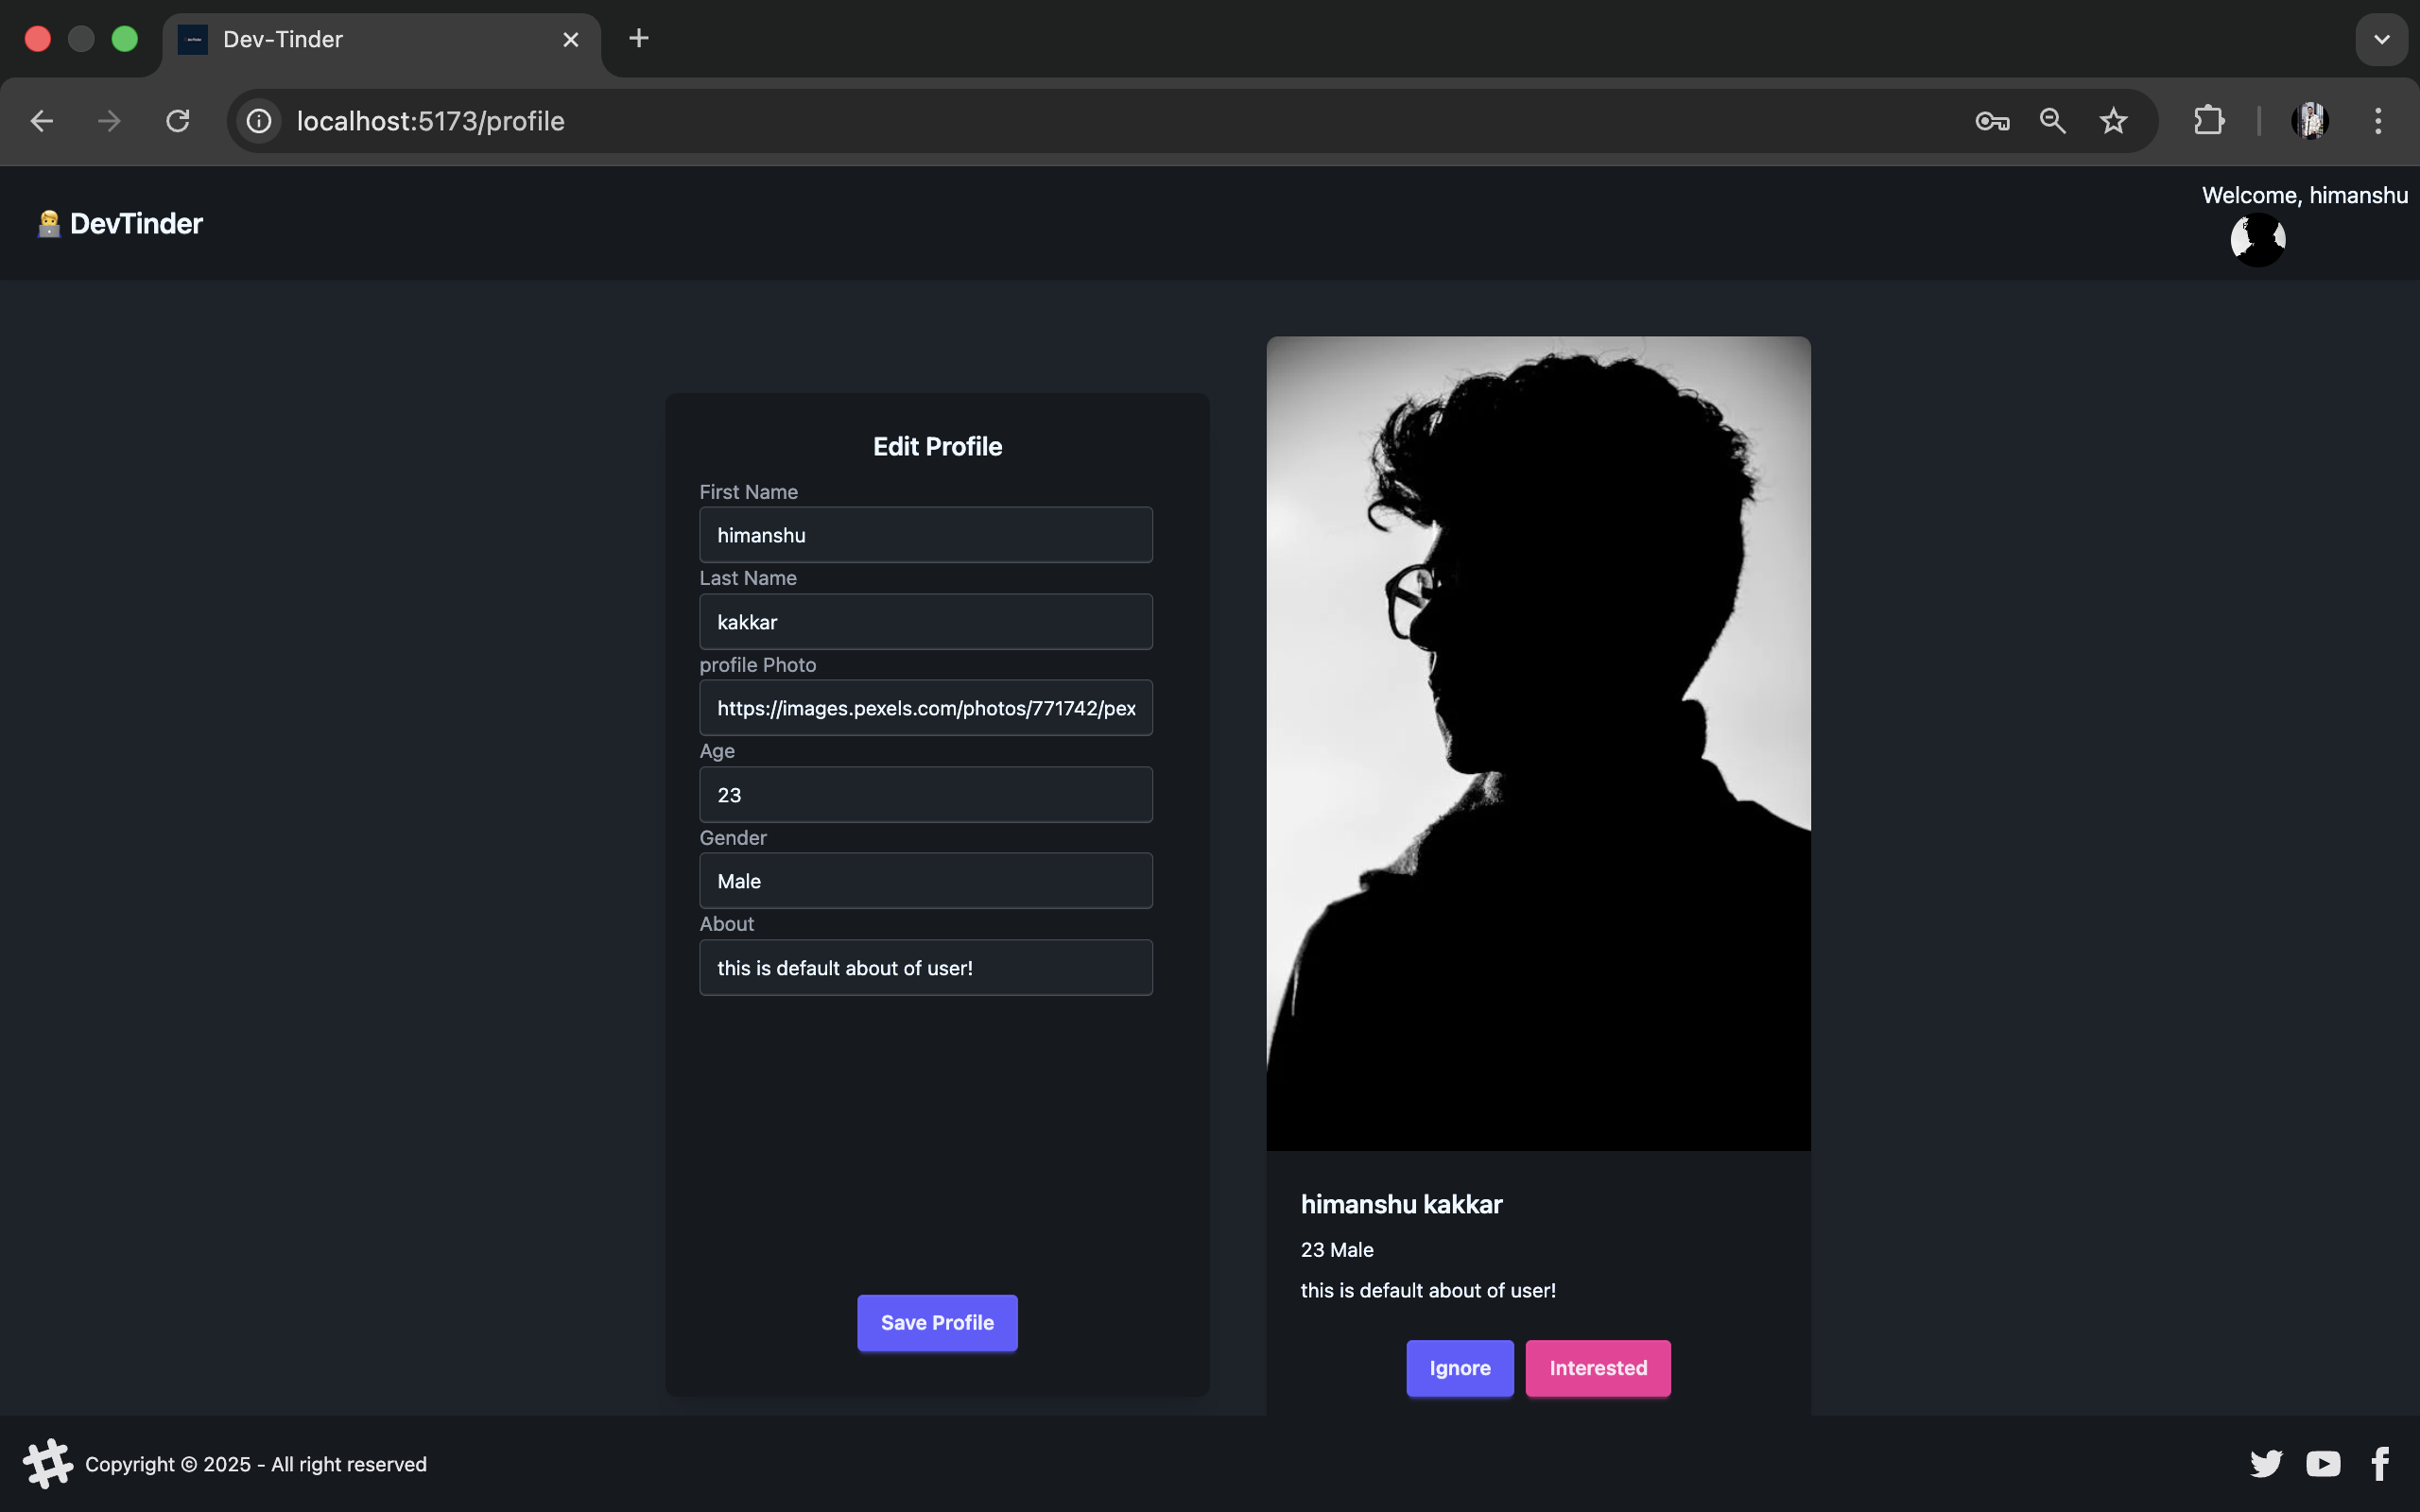 Dev-Tinder
localhost:5173/profile
DevTinder
Welcome, himanshu
Edit Profile
First Name
himanshu
Last Name
kakkar
profile Photo
https://images.pexels.com/photos/771742/pex
Age
23
Gender
Male
About
this is default about of user!
Save Profile
himanshu kakkar
23 Male
this is default about of user!
Ignore
Interested
Copyright © 2025 - All right reserved